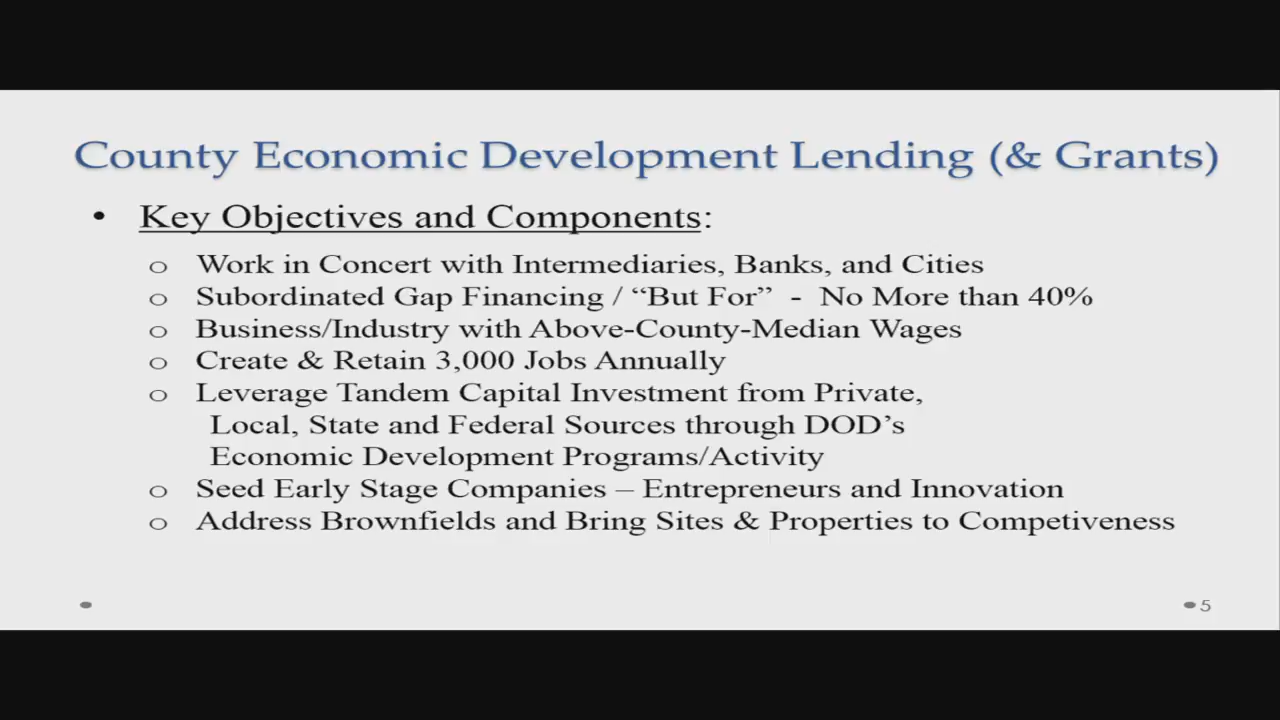 County Economic Development Lending (& Grants)
• Key Objectives and Components:
o Work in Concert with Intermediaries, Banks, and Cities
o Subordinated Gap Financing / “But For” - No More than 40%
o Business/Industry with Above-County-Median Wages
o Create & Retain 3,000 Jobs Annually
o Leverage Tandem Capital Investment from Private,
Local, State and Federal Sources through DOD’s
Economic Development Programs/Activity
o Seed Early Stage Companies – Entrepreneurs and Innovation
o Address Brownfields and Bring Sites & Properties to Competiveness
5